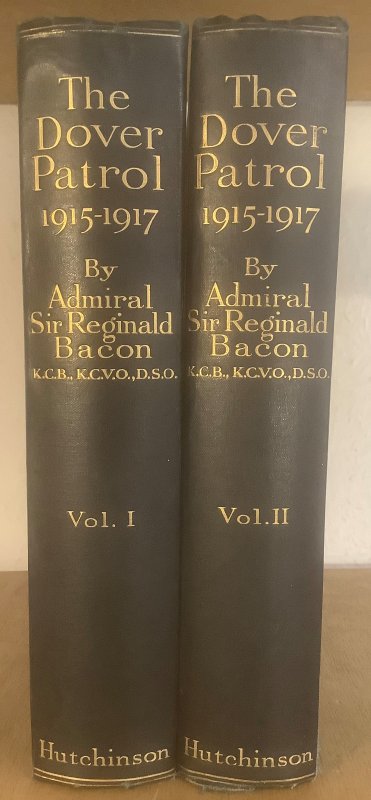 The
Dover
Patrol
1915-1917
By
Admiral
Sir Reginald
Bacon
K.C.B., K.C.V.O., D.S.O.
Vol. I
Hutchinson
The
Dover
Patrol
1915-1917
By
Admiral
Sir Reginald
Bacon
K.C.B., K.C.V.O., D.S.O.
Vol. II
Hutchinson